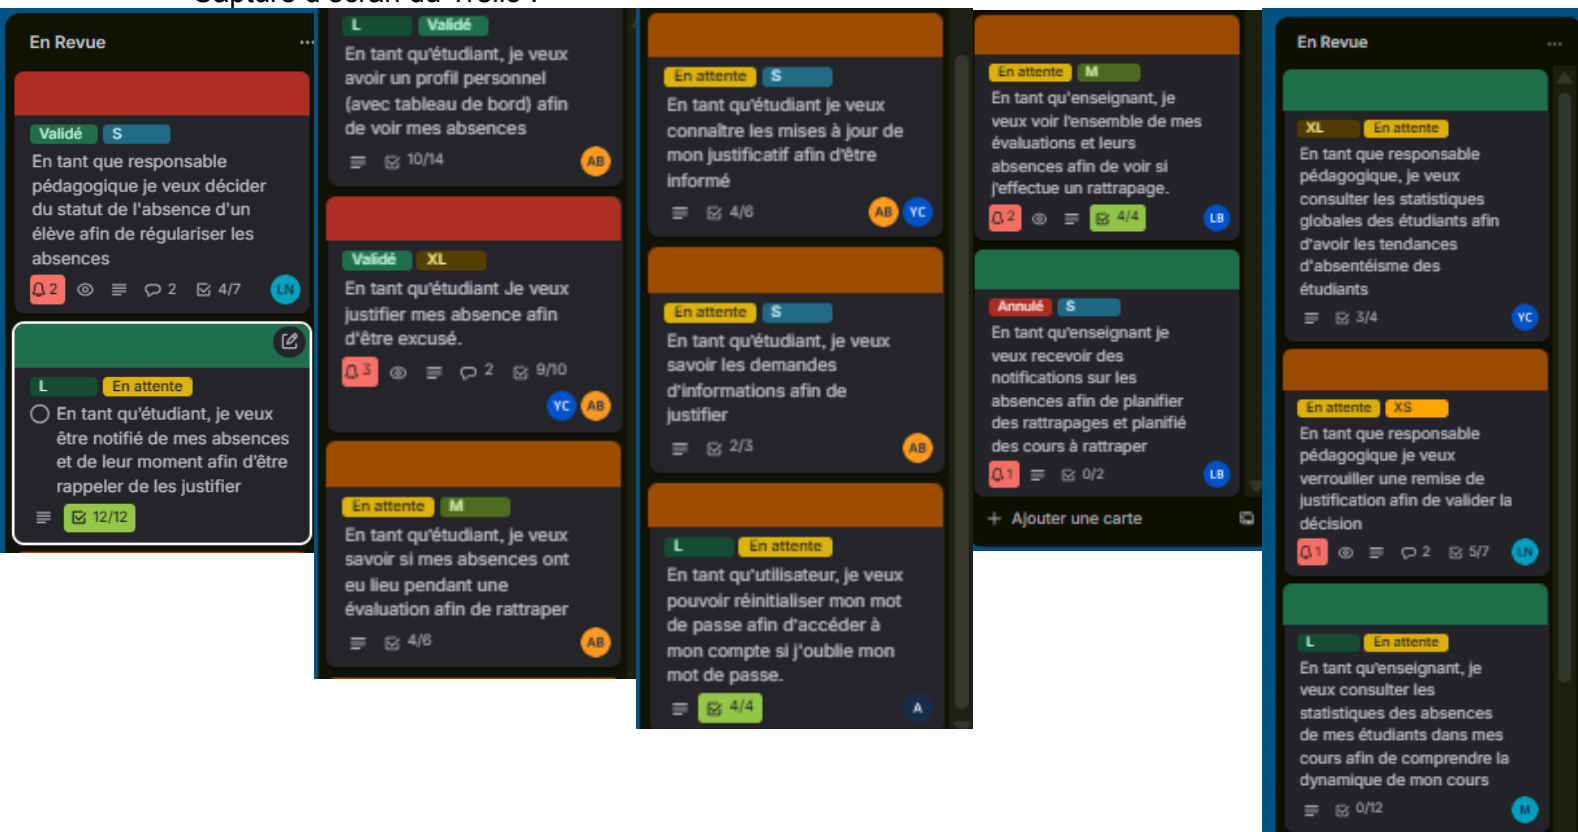 Capture d'écran du Trello :
En Revue
Validé S
En tant que responsable
pédagogique je veux décider
du statut de l'absence d'un
élève afin de régulariser les
absences
2 2 4/7 LN
L En attente
En tant qu'étudiant, je veux
être notifié de mes absences
et de leur moment afin d'être
rappeler de les justifier
12/12
L Validé
En tant qu'étudiant, je veux
avoir un profil personnel
(avec tableau de bord) afin
de voir mes absences
10/14 AB
Validé XL
En tant qu'étudiant Je veux
justifier mes absence afin
d'être excusé.
3 2 9/10
YC AB
En attente M
En tant qu'étudiant, je veux
savoir si mes absences ont
eu lieu pendant une
évaluation afin de rattraper
4/6 AB
En attente S
En tant qu'étudiant je veux
connaître les mises à jour de
mon justificatif afin d'être
informé
4/6 AB YC
En attente S
En tant qu'étudiant, je veux
savoir les demandes
d'informations afin de
justifier
2/3 AB
L En attente
En tant qu'utilisateur, je veux
pouvoir réinitialiser mon mot
de passe afin d'accéder à
mon compte si j'oublie mon
mot de passe.
4/4 A
En attente M
En tant qu'enseignant, je
veux voir l'ensemble de mes
évaluations et leurs
absences afin de voir si
j'effectue un rattrapage.
2 4/4 LB
Annulé S
En tant qu'enseignant je
veux recevoir des
notifications sur les
absences afin de planifier
des rattrapages et planifié
des cours à rattraper
1 0/2 LB
+ Ajouter une carte
En Revue
XL En attente
En tant que responsable
pédagogique, je veux
consulter les statistiques
globales des étudiants afin
d'avoir les tendances
d'absentéisme des
étudiants
3/4 YC
En attente XS
En tant que responsable
pédagogique je veux
verrouiller une remise de
justification afin de valider la
décision
1 2 5/7 LN
L En attente
En tant qu'enseignant, je
veux consulter les
statistiques des absences
de mes étudiants dans mes
cours afin de comprendre la
dynamique de mon cours
0/12 M